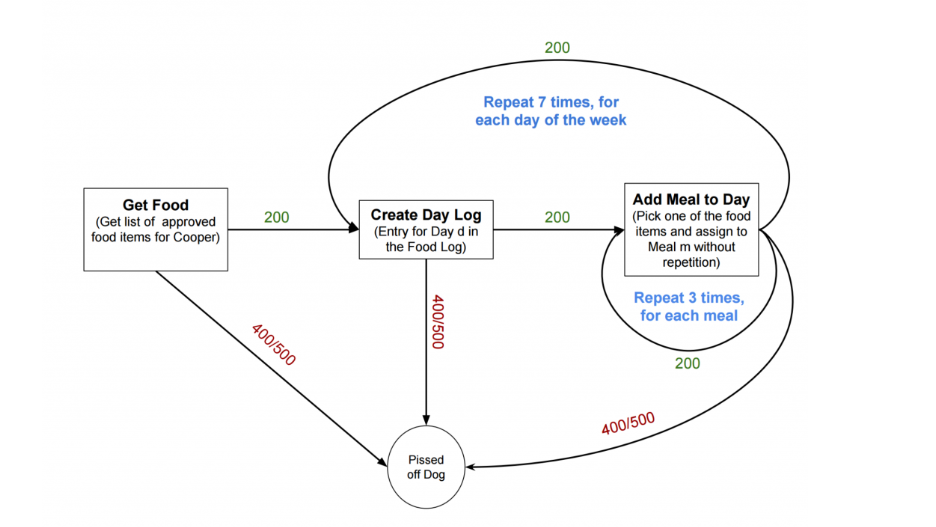 200
Repeat 7 times, for
each day of the week
Get Food
(Get list of approved
food items for Cooper)
200
Create Day Log
(Entry for Day d in
the Food Log)
200
Add Meal to Day
(Pick one of the food
items and assign to
Meal m without
repetition)
Repeat 3 times,
for each meal
200
400/500
400/500
400/500
Pissed
off Dog